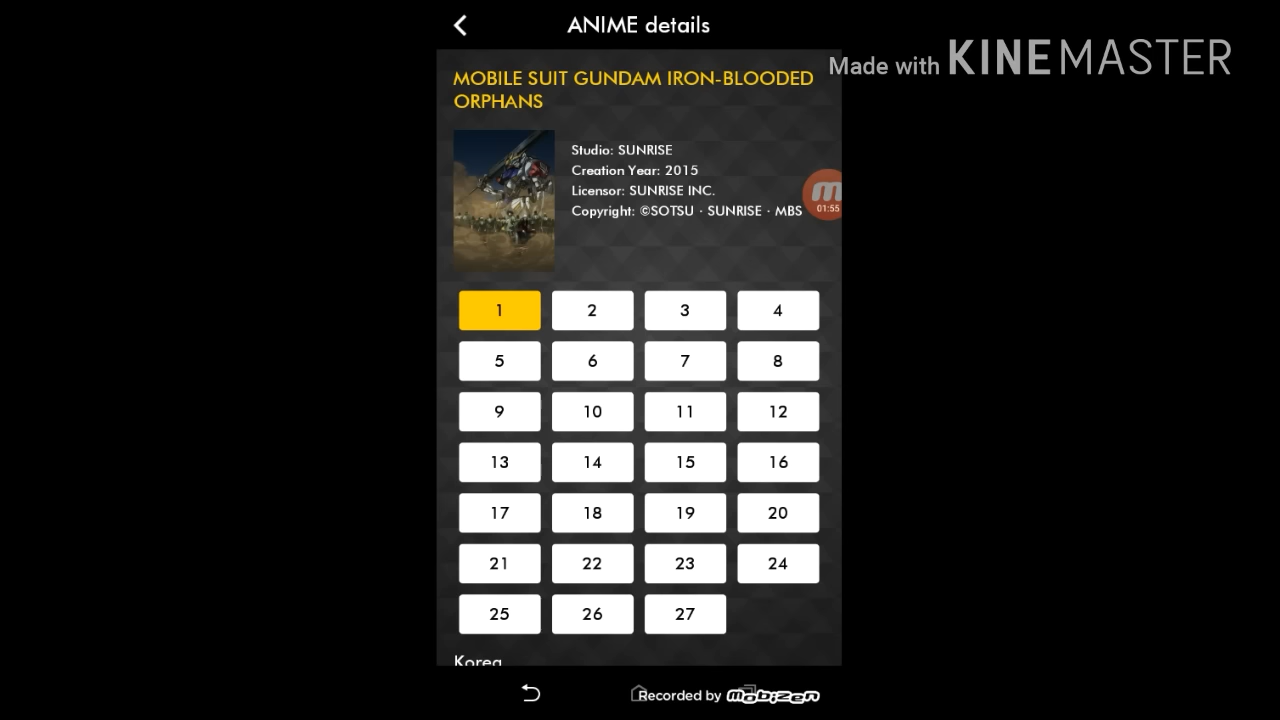 ANIME details
Made with KINEMASTER
MOBILE SUIT GUNDAM IRON-BLOODED
ORPHANS
Studio: SUNRISE
Creation Year: 2015
Licensor: SUNRISE INC.
Copyright: ©SOTSU · SUNRISE · MBS
01:55
1 2 3 4
5 6 7 8
9 10 11 12
13 14 15 16
17 18 19 20
21 22 23 24
25 26 27
Korea
Recorded by mobizen